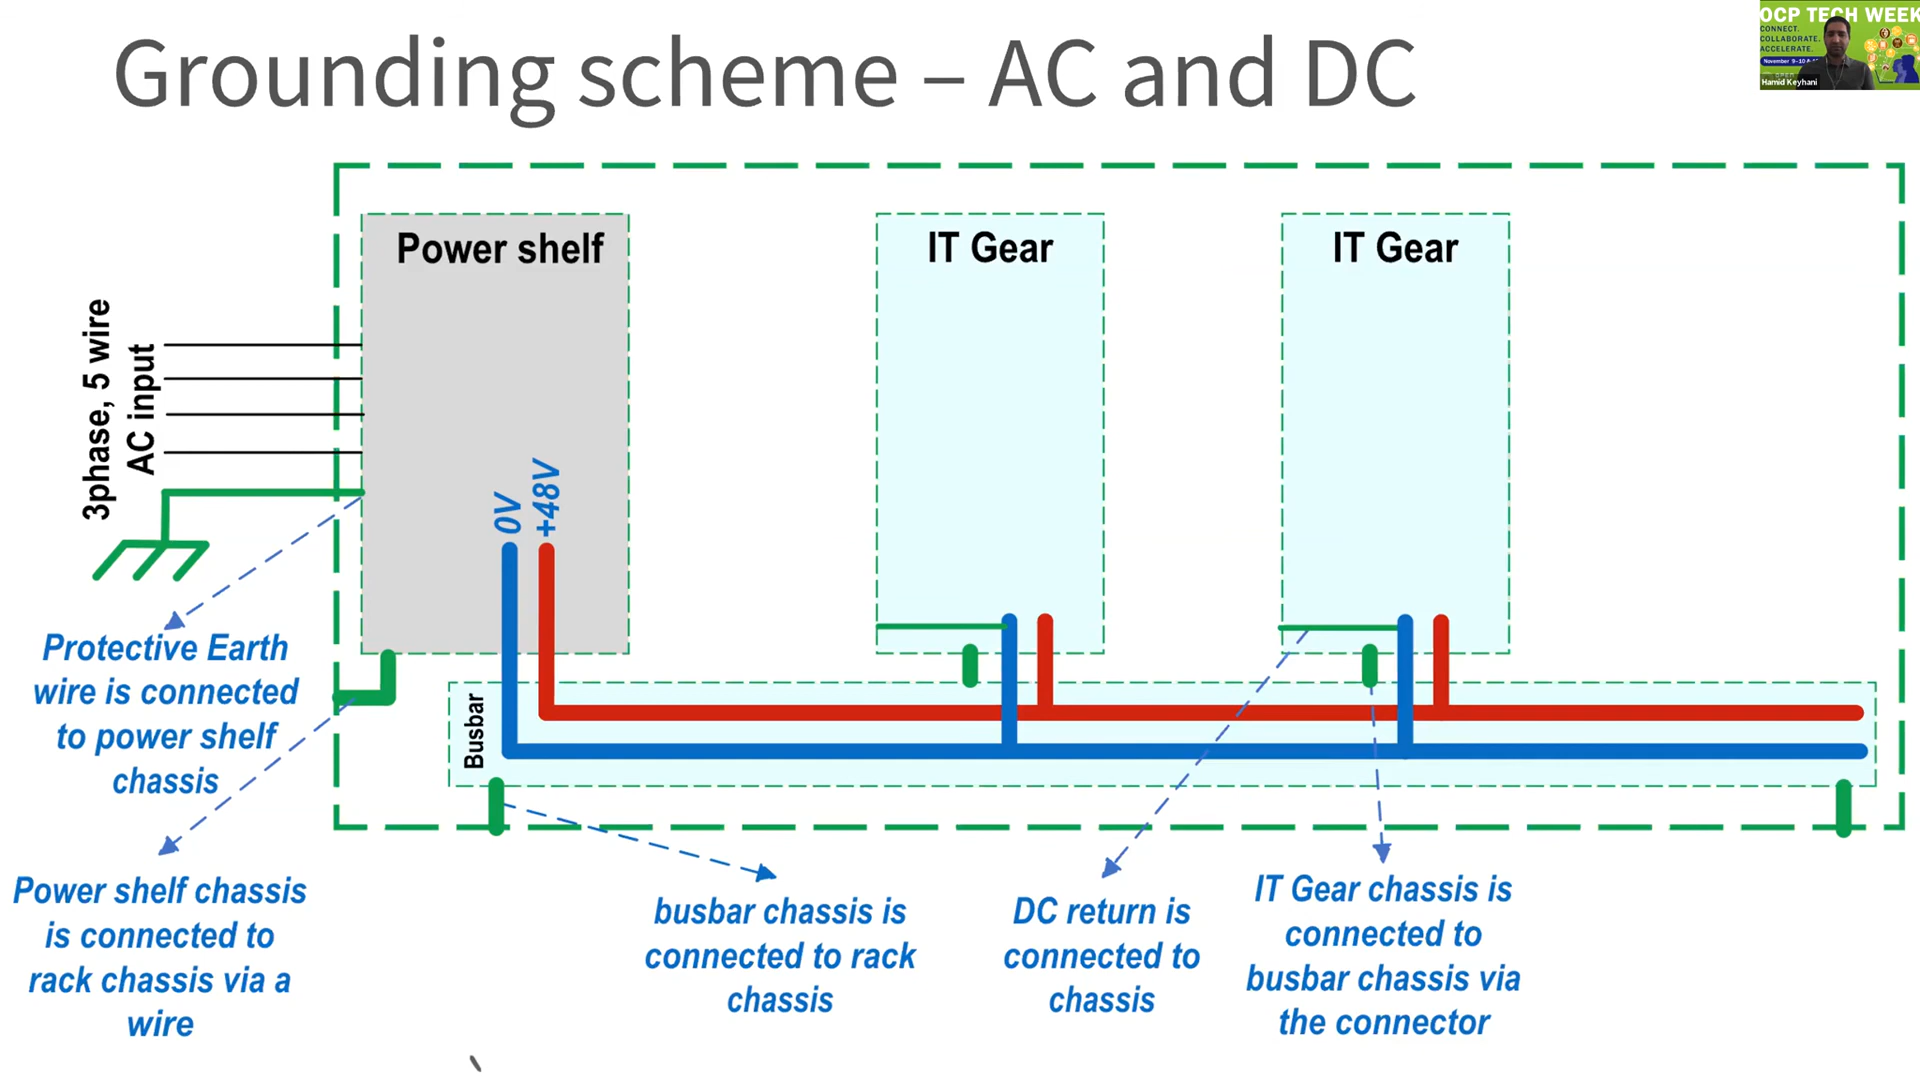 Grounding scheme – AC and DC
OCP TECH WEEK
CONNECT.
COLLABORATE.
ACCELERATE.
November 9–10
Hamid Keyhani
Power shelf
IT Gear
IT Gear
3phase, 5 wire
AC input
0V
+48V
Busbar
Protective Earth
wire is connected
to power shelf
chassis
Power shelf chassis
is connected to
rack chassis via a
wire
busbar chassis is
connected to rack
chassis
DC return is
connected to
chassis
IT Gear chassis is
connected to
busbar chassis via
the connector